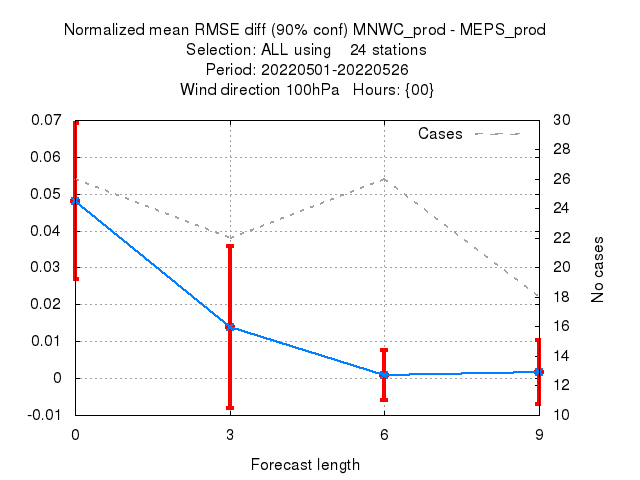 Normalized mean RMSE diff (90% conf) MNWC_prod - MEPS_prod
Selection: ALL using    24 stations
Period: 20220501-20220526
Wind direction 100hPa   Hours: {00}
0.07
0.06
0.05
0.04
0.03
0.02
0.01
0
-0.01
Cases
30
28
26
24
22
20
18
16
14
12
10
No cases
0 3 6 9
Forecast length